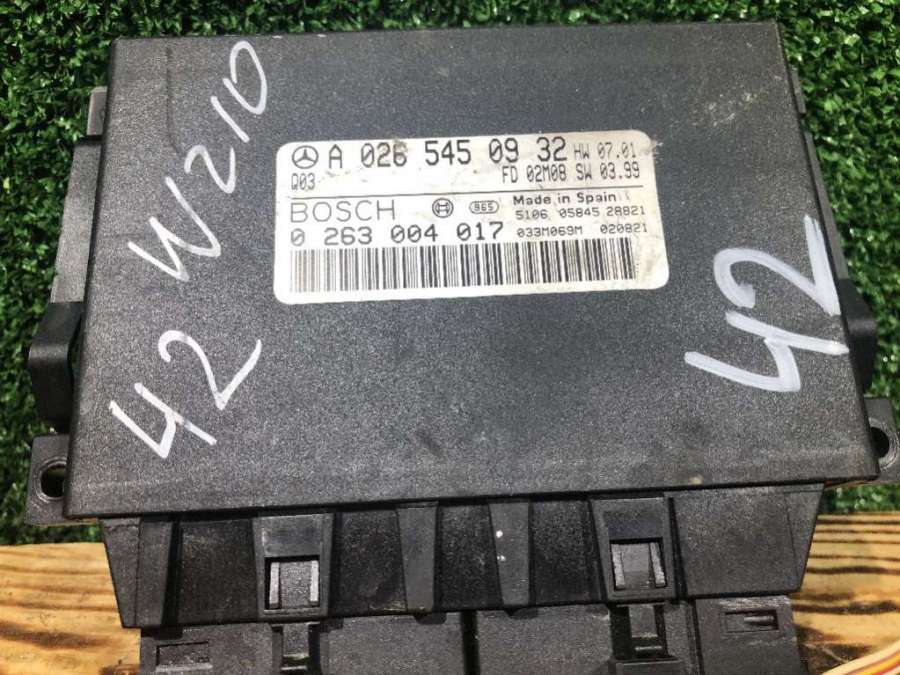 W210
42
A 026 545 09 32 HW 07.01
Q03 FD 02M08 SW 03.99
BOSCH 865 Made in Spain
5106 05845 28821
0 263 004 017 033M069M 020821
42